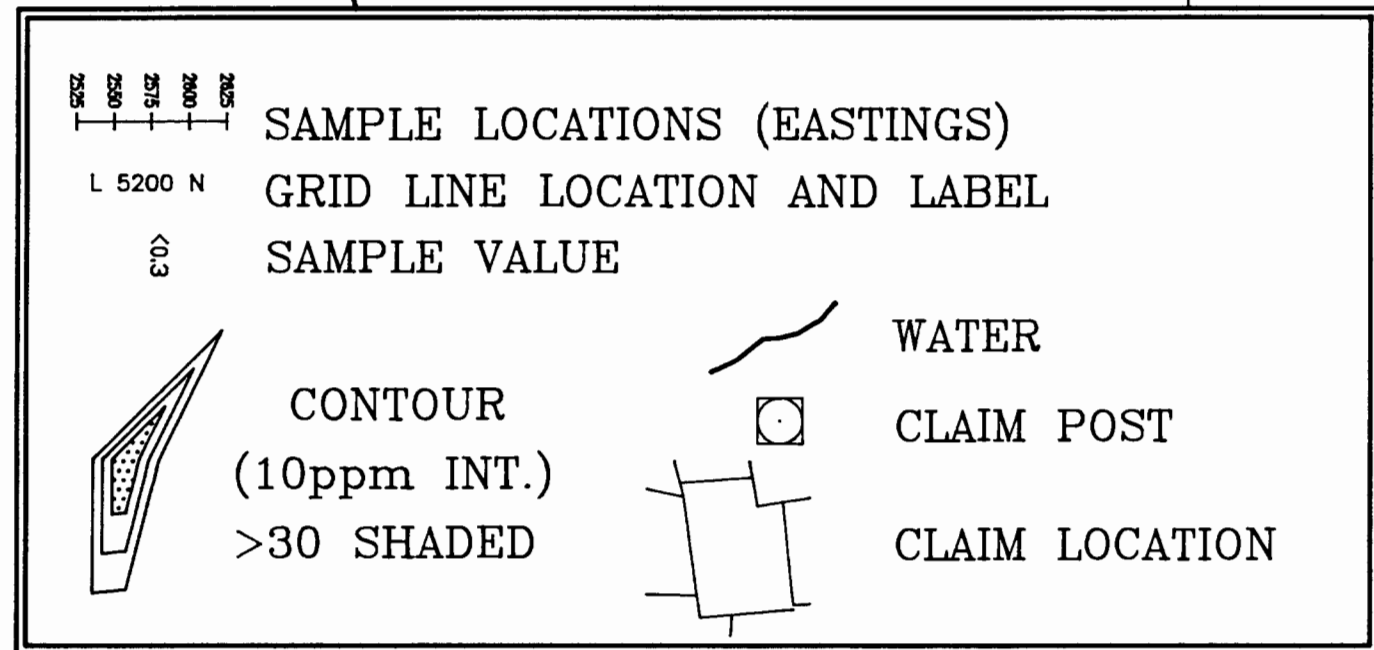 2525 2550 2575 2600 2625
SAMPLE LOCATIONS (EASTINGS)
L 5200 N
GRID LINE LOCATION AND LABEL
<0.3
SAMPLE VALUE
WATER
CONTOUR
(10ppm INT.)
>30 SHADED
CLAIM POST
CLAIM LOCATION